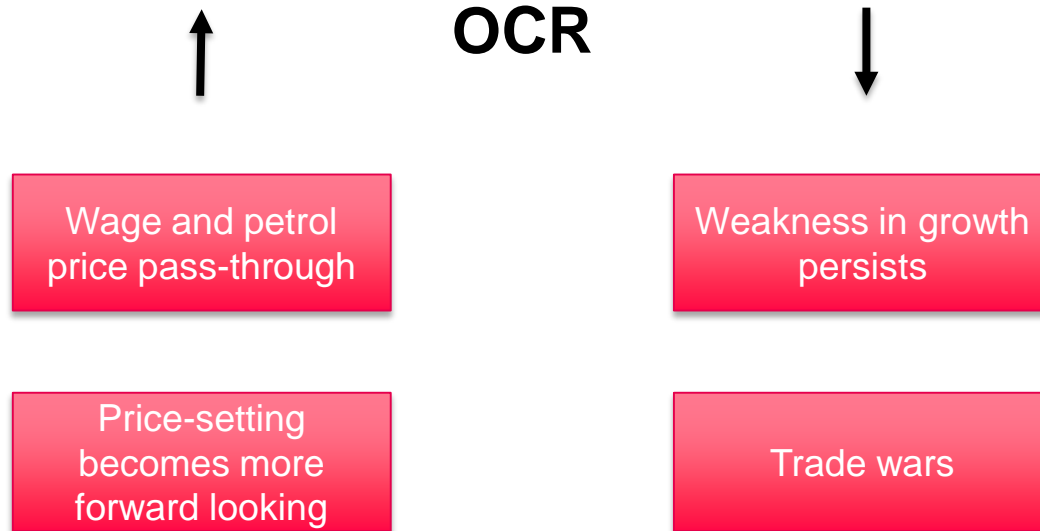 OCR
Wage and petrol
price pass-through
Weakness in growth
persists
Price-setting
becomes more
forward looking
Trade wars